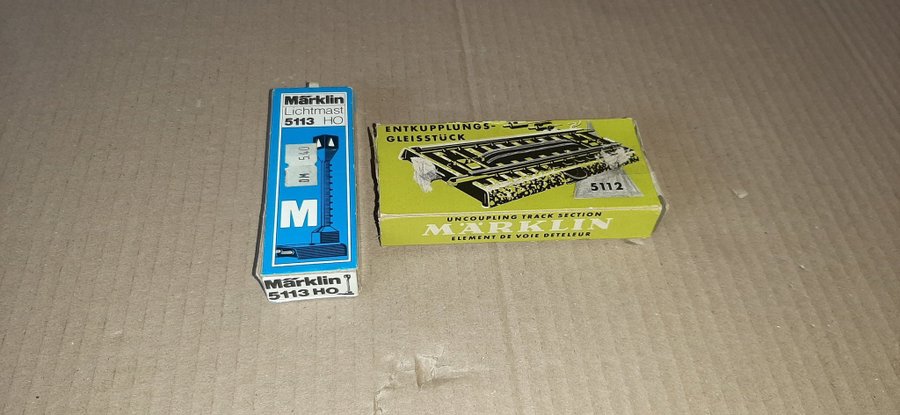 Märklin
Lichtmast
5113 HO
DM 5,40
M
Märklin
5113 HO
ENTKUPPLUNGS-
GLEISSTÜCK
5112
UNCOUPLING TRACK SECTION
MÄRKLIN
ELEMENT DE VOIE DETELEUR